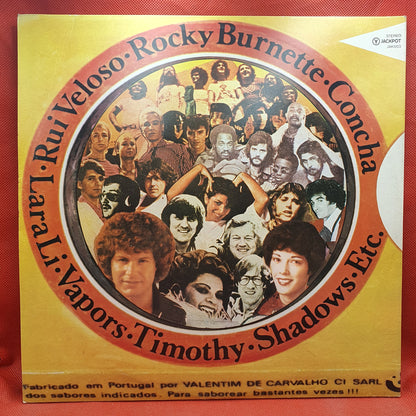 STEREO
JACKPOT
Lara Li · Rui Veloso · Rocky Burnette · Concha
Vapors · Timothy · Shadows · Etc.
Fabricado em Portugal por VALENTIM DE CARVALHO CI SARL
dos sabores indicados. Para saborear bastantes vezes !!!